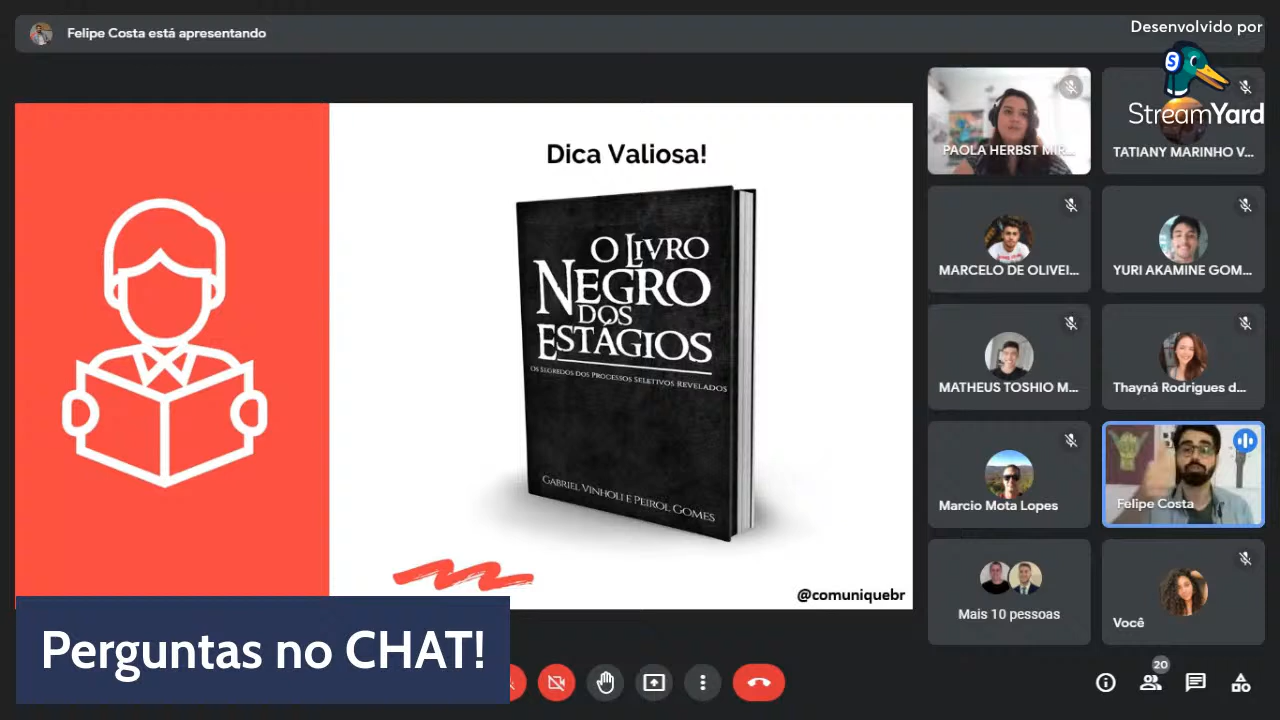 Felipe Costa está apresentando
Desenvolvido por
StreamYard
Dica Valiosa!
O LIVRO
NEGRO
DOS
ESTÁGIOS
OS SEGREDOS DOS PROCESSOS SELETIVOS REVELADOS
GABRIEL VINHOLI E PEIROL GOMES
@comuniquebr
Perguntas no CHAT!
PAOLA HERBST MIR...
TATIANY MARINHO V...
MARCELO DE OLIVEI...
YURI AKAMINE GOM...
MATHEUS TOSHIO M...
Thayná Rodrigues d...
Marcio Mota Lopes
Felipe Costa
Mais 10 pessoas
Você
20